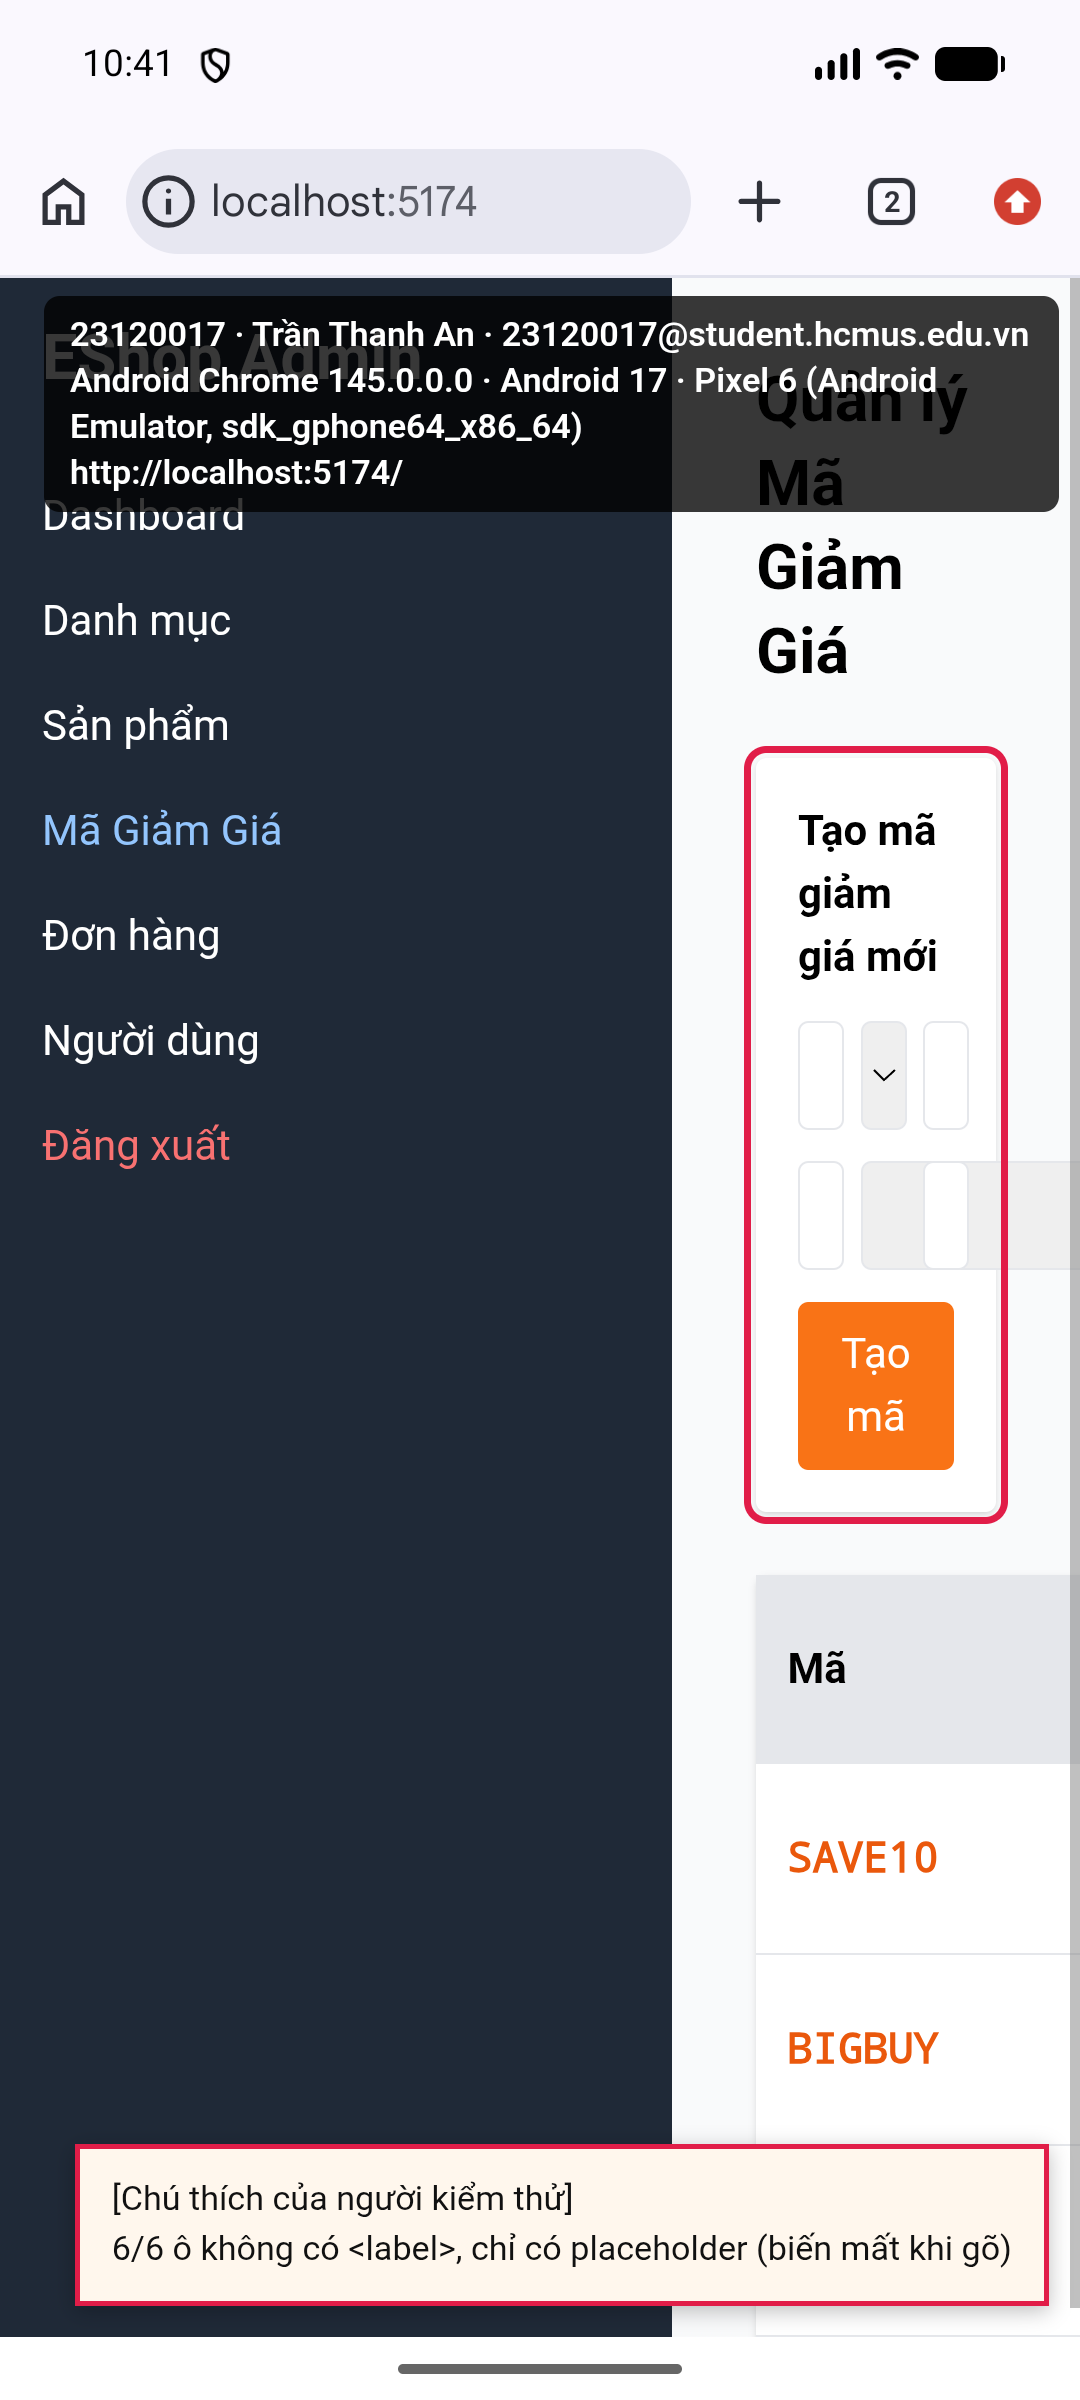 10:41
localhost:5174
2
23120017 · Trần Thanh An · 23120017@student.hcmus.edu.vn
Android Chrome 145.0.0.0 · Android 17 · Pixel 6 (Android
Emulator, sdk_gphone64_x86_64)
http://localhost:5174/
EShop Admin
Dashboard
Danh mục
Sản phẩm
Mã Giảm Giá
Đơn hàng
Người dùng
Đăng xuất
Quản lý
Mã
Giảm
Giá
Tạo mã
giảm
giá mới
Tạo
mã
Mã
SAVE10
BIGBUY
[Chú thích của người kiểm thử]
6/6 ô không có <label>, chỉ có placeholder (biến mất khi gõ)